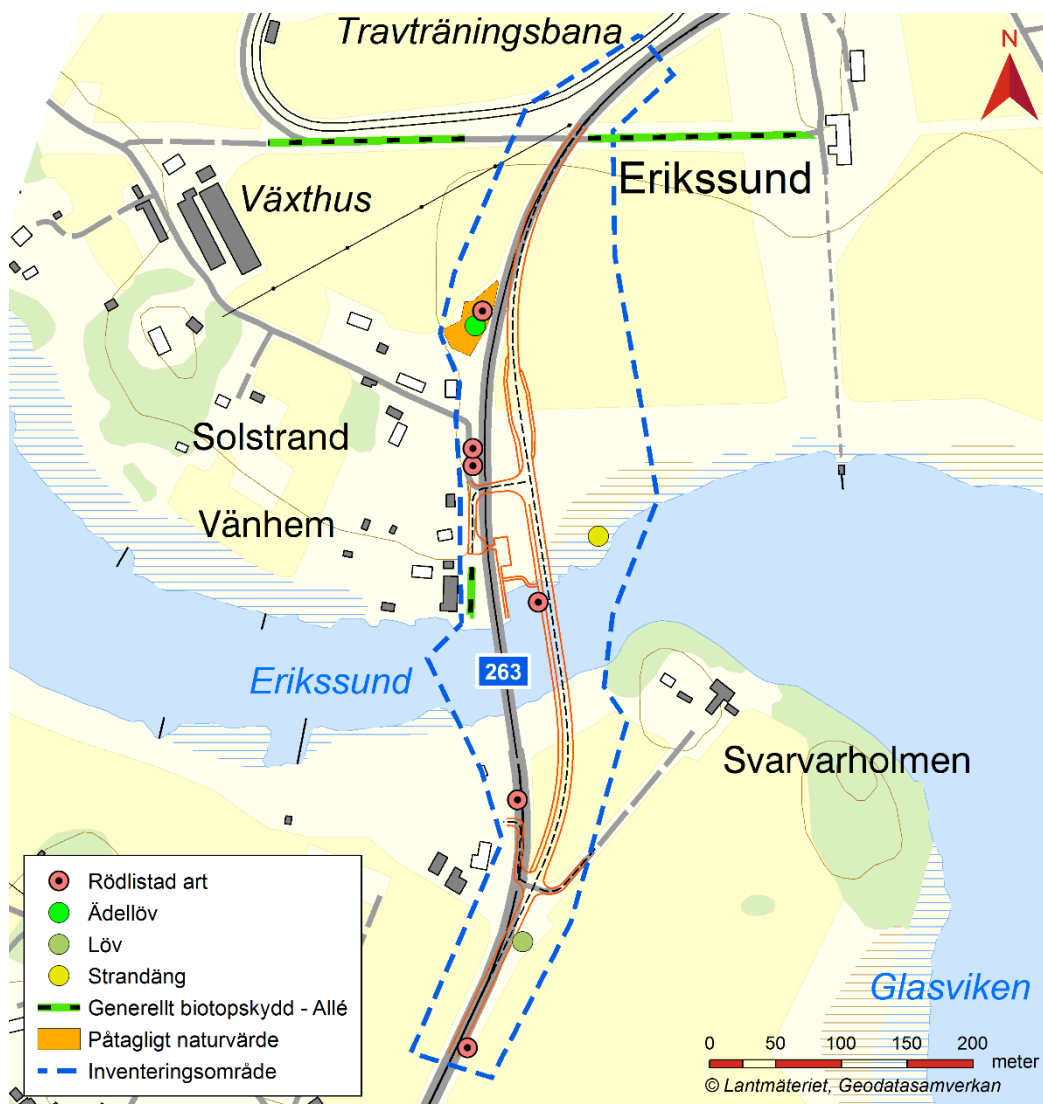 Travträningsbana
N
Växthus
Erikssund
Solstrand
Vänhem
263
Erikssund
Svarvarholmen
Rödlistad art
Ädellöv
Löv
Strandäng
Generellt biotopskydd - Allé
Påtagligt naturvärde
Inventeringsområde
Glasviken
0 50 100 150 200
meter
© Lantmäteriet, Geodatasamverkan